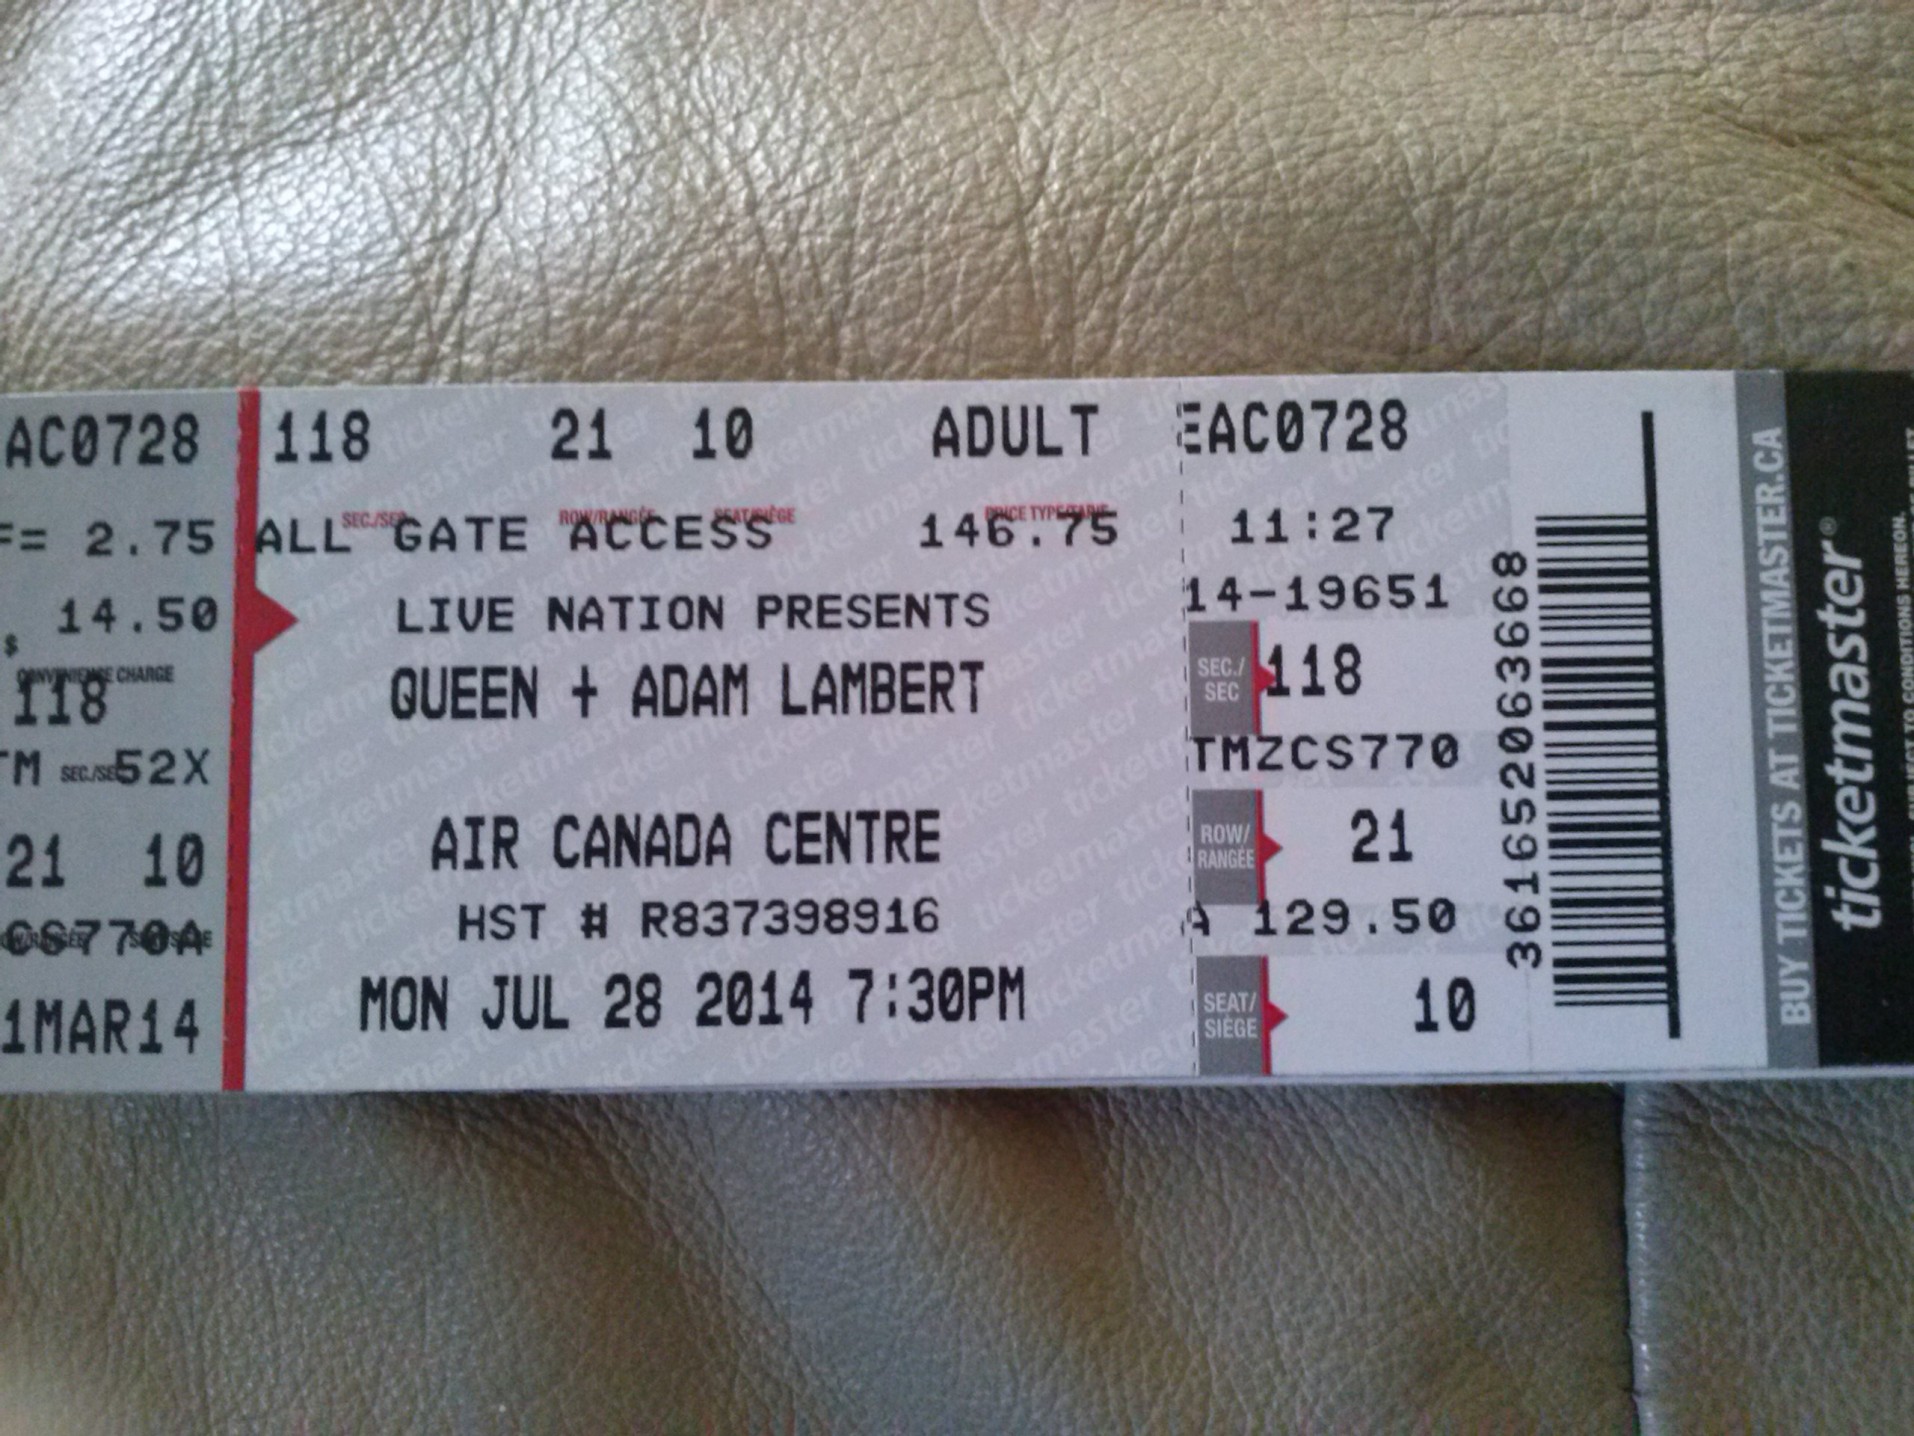 AC0728
F= 2.75
14.50
$
CONVENIENCE CHARGE
118
TM SEC./SEC 52X
21 10
CS770A
1MAR14
118 21 10 ADULT
SEC./SEC ROW/RANGÉE SEAT/SIÈGE PRICE TYPE/TARIF
ALL GATE ACCESS 146.75
LIVE NATION PRESENTS
QUEEN + ADAM LAMBERT
AIR CANADA CENTRE
HST # R837398916
MON JUL 28 2014 7:30PM
EAC0728
11:27
14-19651
SEC./
SEC
118
TMZCS770
ROW/
RANGÉE
21
A 129.50
SEAT/
SIÈGE
10
361652063668
BUY TICKETS AT TICKETMASTER.CA
ticketmaster®